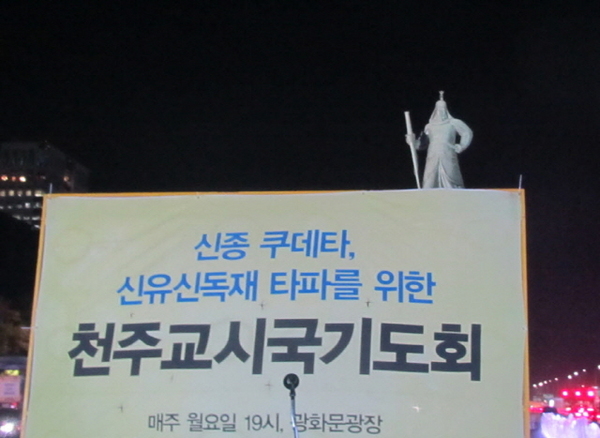 신종 쿠데타,
신유신독재 타파를 위한
천주교시국기도회
매주 월요일 19시, 광화문광장